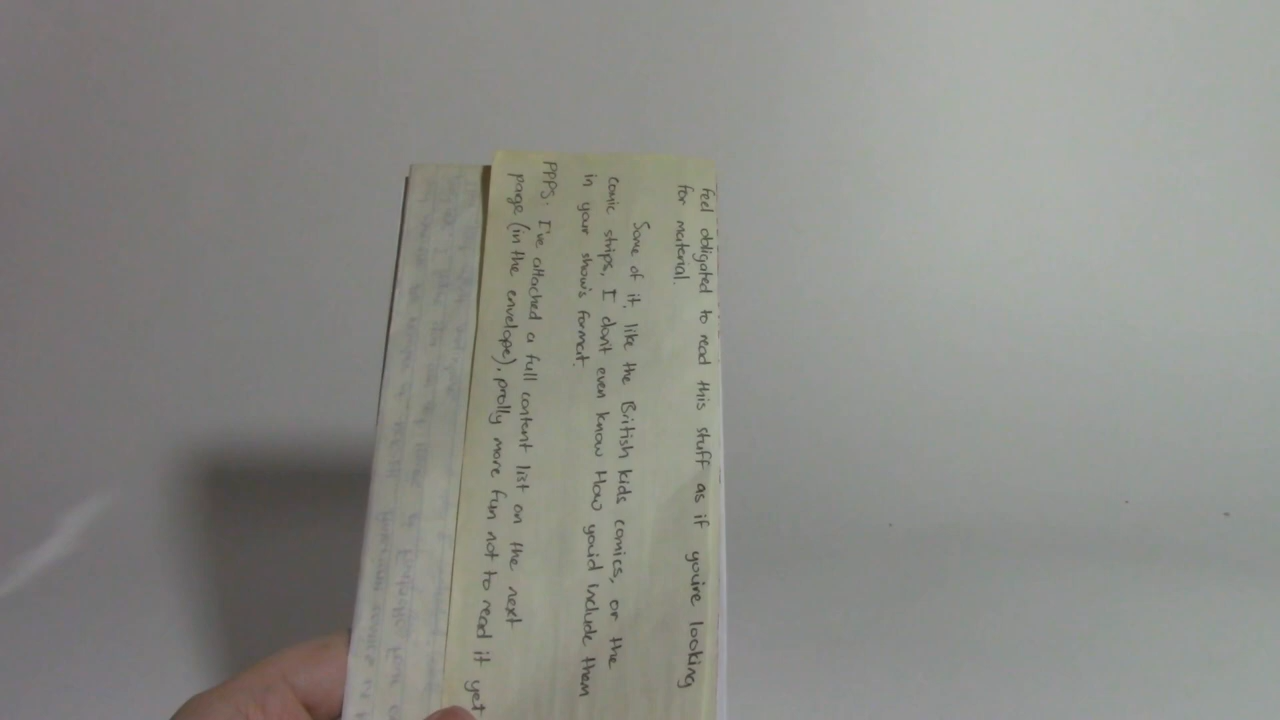 feel obligated to read this stuff as if you're looking
for material.
Some of it, like the British kids comics, or the
comic strips, I don't even know How you'd include them
in your show's format.
PPPS. I've attached a full content list on the next
page (in the envelope), prolly more fun not to read it yet